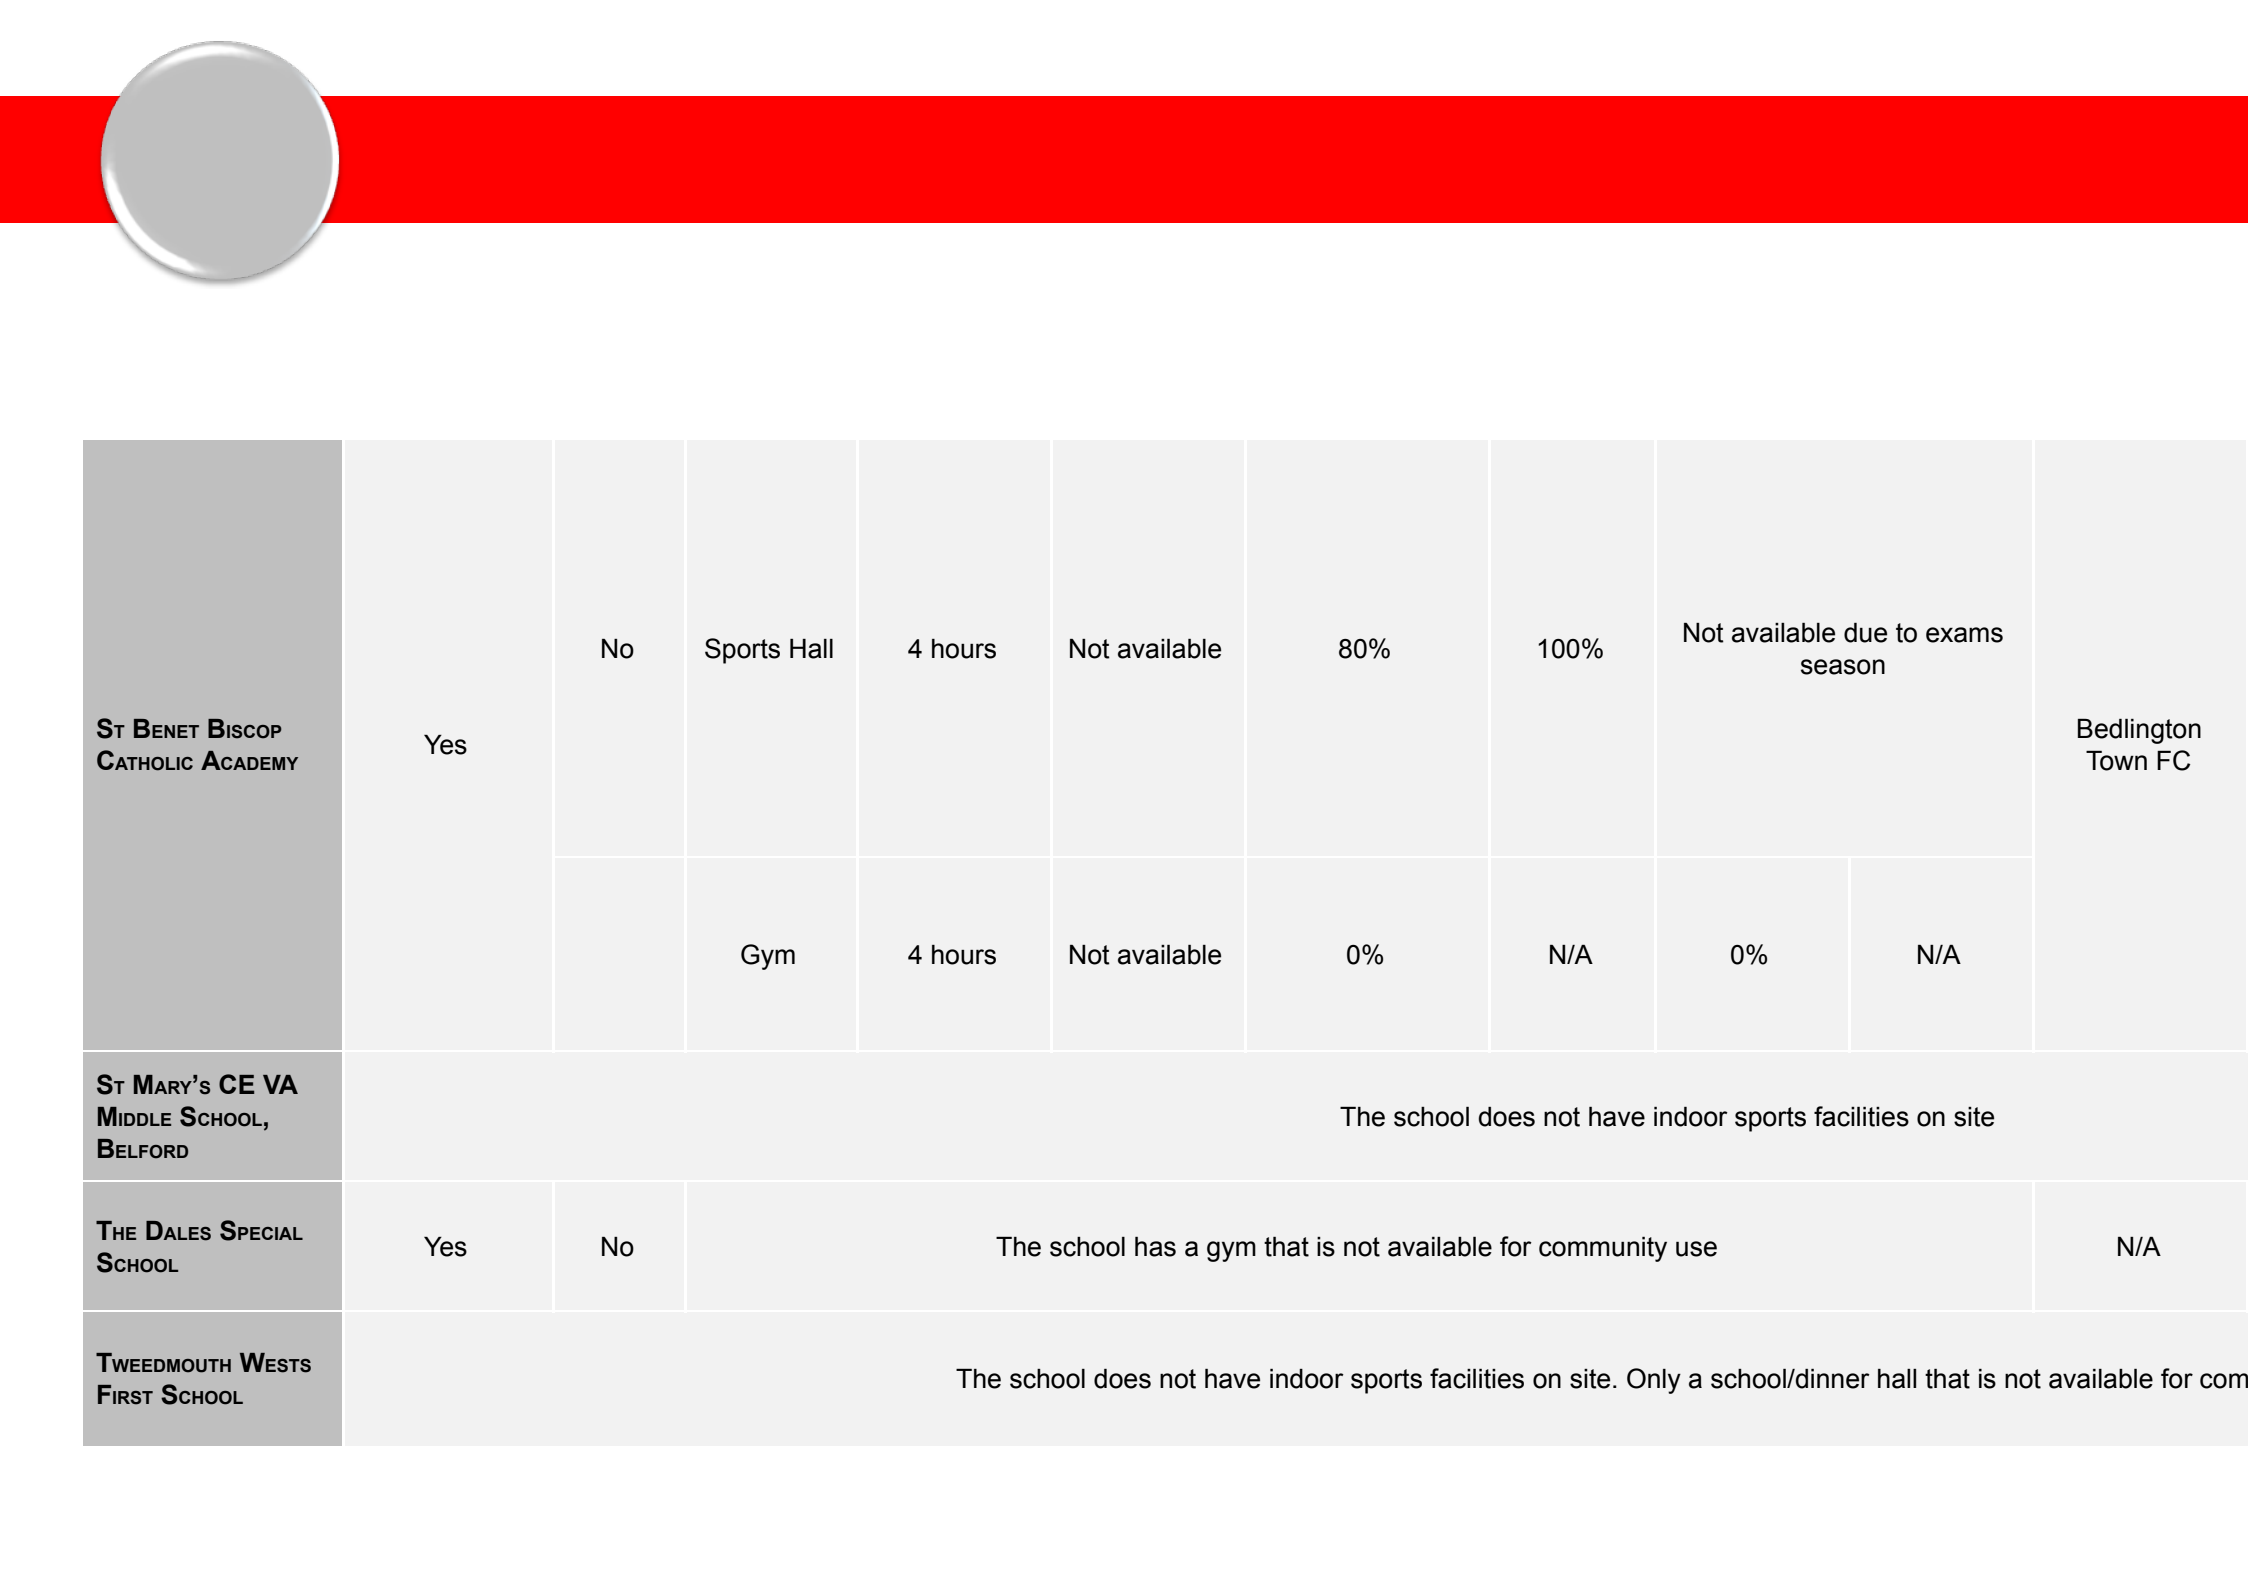 St Benet Biscop
Catholic Academy
Yes
No
Sports Hall
4 hours
Not available
80%
100%
Not available due to exams
season
Bedlington
Town FC
Gym
4 hours
Not available
0%
N/A
0%
N/A
St Mary’s CE VA
Middle School,
Belford
The school does not have indoor sports facilities on site
The Dales Special
School
Yes
No
The school has a gym that is not available for community use
N/A
Tweedmouth Wests
First School
The school does not have indoor sports facilities on site. Only a school/dinner hall that is not available for com